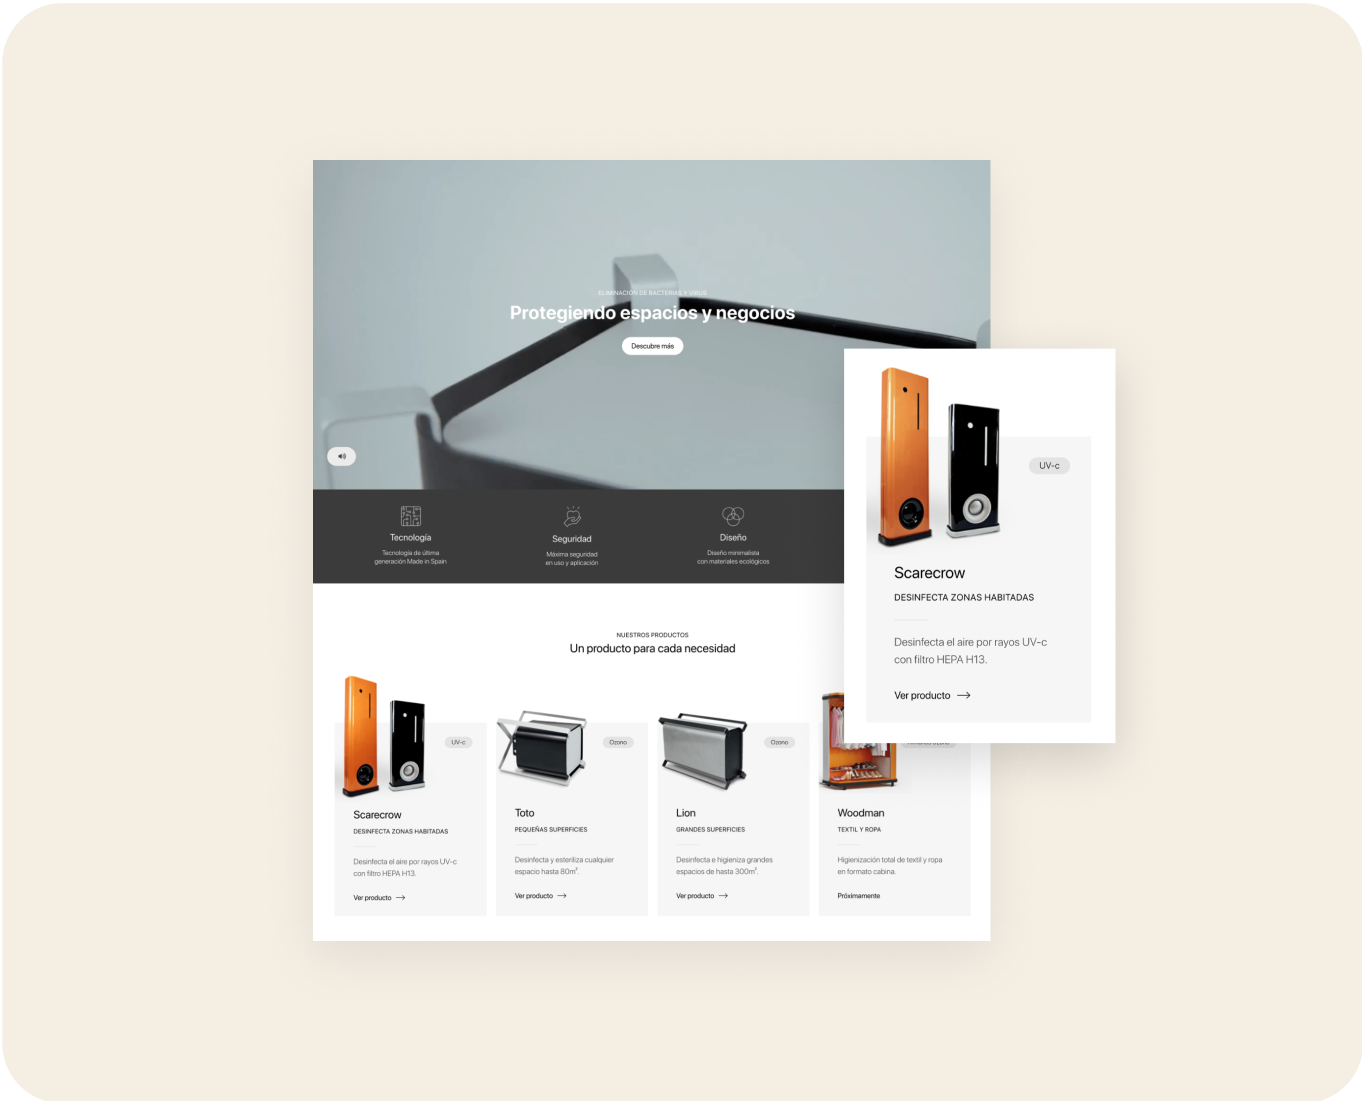 ELIMINACIÓN DE BACTERIAS Y VIRUS
Protegiendo espacios y negocios
Descubre más
Tecnología
Tecnología de última
generación Made in Spain
Seguridad
Máxima seguridad
en uso y aplicación
Diseño
Diseño minimalista
con materiales ecológicos
UV-c
Scarecrow
DESINFECTA ZONAS HABITADAS
Desinfecta el aire por rayos UV-c
con filtro HEPA H13.
Ver producto
NUESTROS PRODUCTOS
Un producto para cada necesidad
UV-c
Scarecrow
DESINFECTA ZONAS HABITADAS
Desinfecta el aire por rayos UV-c
con filtro HEPA H13.
Ver producto
Ozono
Toto
PEQUEÑAS SUPERFICIES
Desinfecta y esteriliza cualquier
espacio hasta 80m².
Ver producto
Ozono
Lion
GRANDES SUPERFICIES
Desinfecta e higieniza grandes
espacios de hasta 300m².
Ver producto
Woodman
TEXTIL Y ROPA
Higienización total de textil y ropa
en formato cabina.
Próximamente